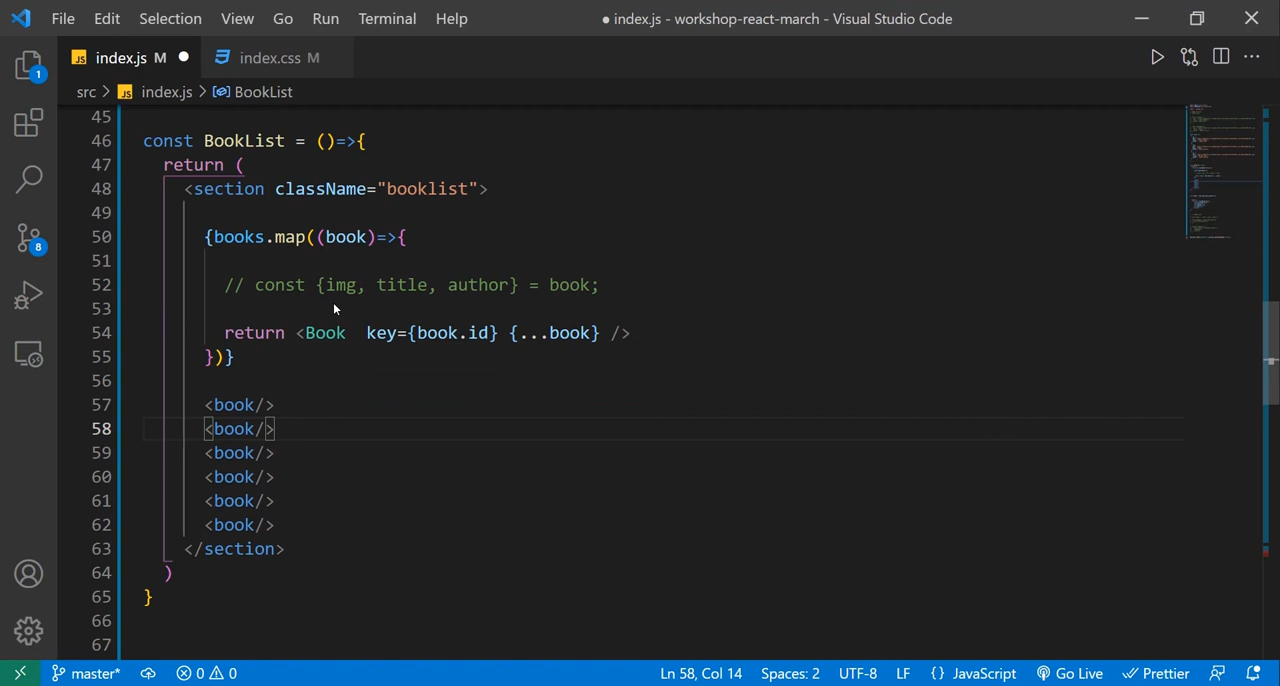 File Edit Selection View Go Run Terminal Help ● index.js - workshop-react-march - Visual Studio Code
JS index.js M ● index.css M
src > JS index.js > BookList
1
8
45
46 const BookList = ()=>{
47 return (
48 <section className="booklist">
49
50 {books.map((book)=>{
51
52 // const {img, title, author} = book;
53
54 return <Book  key={book.id} {...book} />
55 })}
56
57 <book/>
58 <book/>
59 <book/>
60 <book/>
61 <book/>
62 <book/>
63 </section>
64 )
65 }
66
67
master* 0 0 Ln 58, Col 14 Spaces: 2 UTF-8 LF {} JavaScript Go Live Prettier